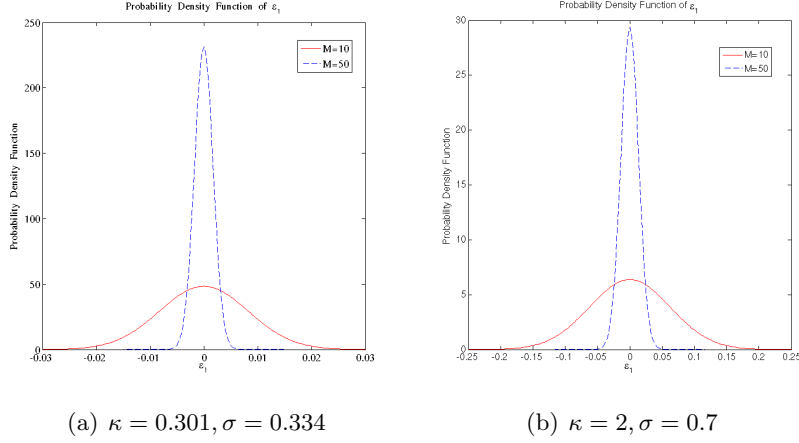 Probability Density Function of ε₁
250
200
150
100
50
0
-0.03
-0.02
-0.01
0
0.01
0.02
0.03
Probability Density Function
ε₁
M=10
M=50
(a) κ = 0.301, σ = 0.334
Probability Density Function of ε₁
30
25
20
15
10
5
0
-0.25
-0.2
-0.15
-0.1
-0.05
0
0.05
0.1
0.15
0.2
0.25
Probability Density Function
ε₁
M=10
M=50
(b) κ = 2, σ = 0.7